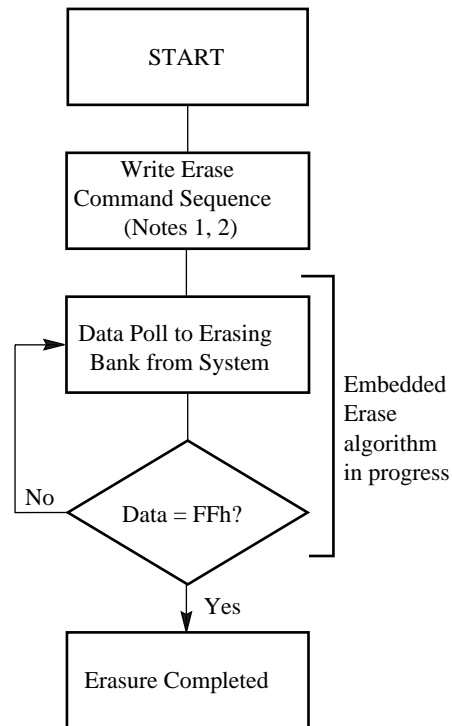 START
Write Erase
Command Sequence
(Notes 1, 2)
Data Poll to Erasing
Bank from System
Embedded
Erase
algorithm
in progress
No
Data = FFh?
Yes
Erasure Completed